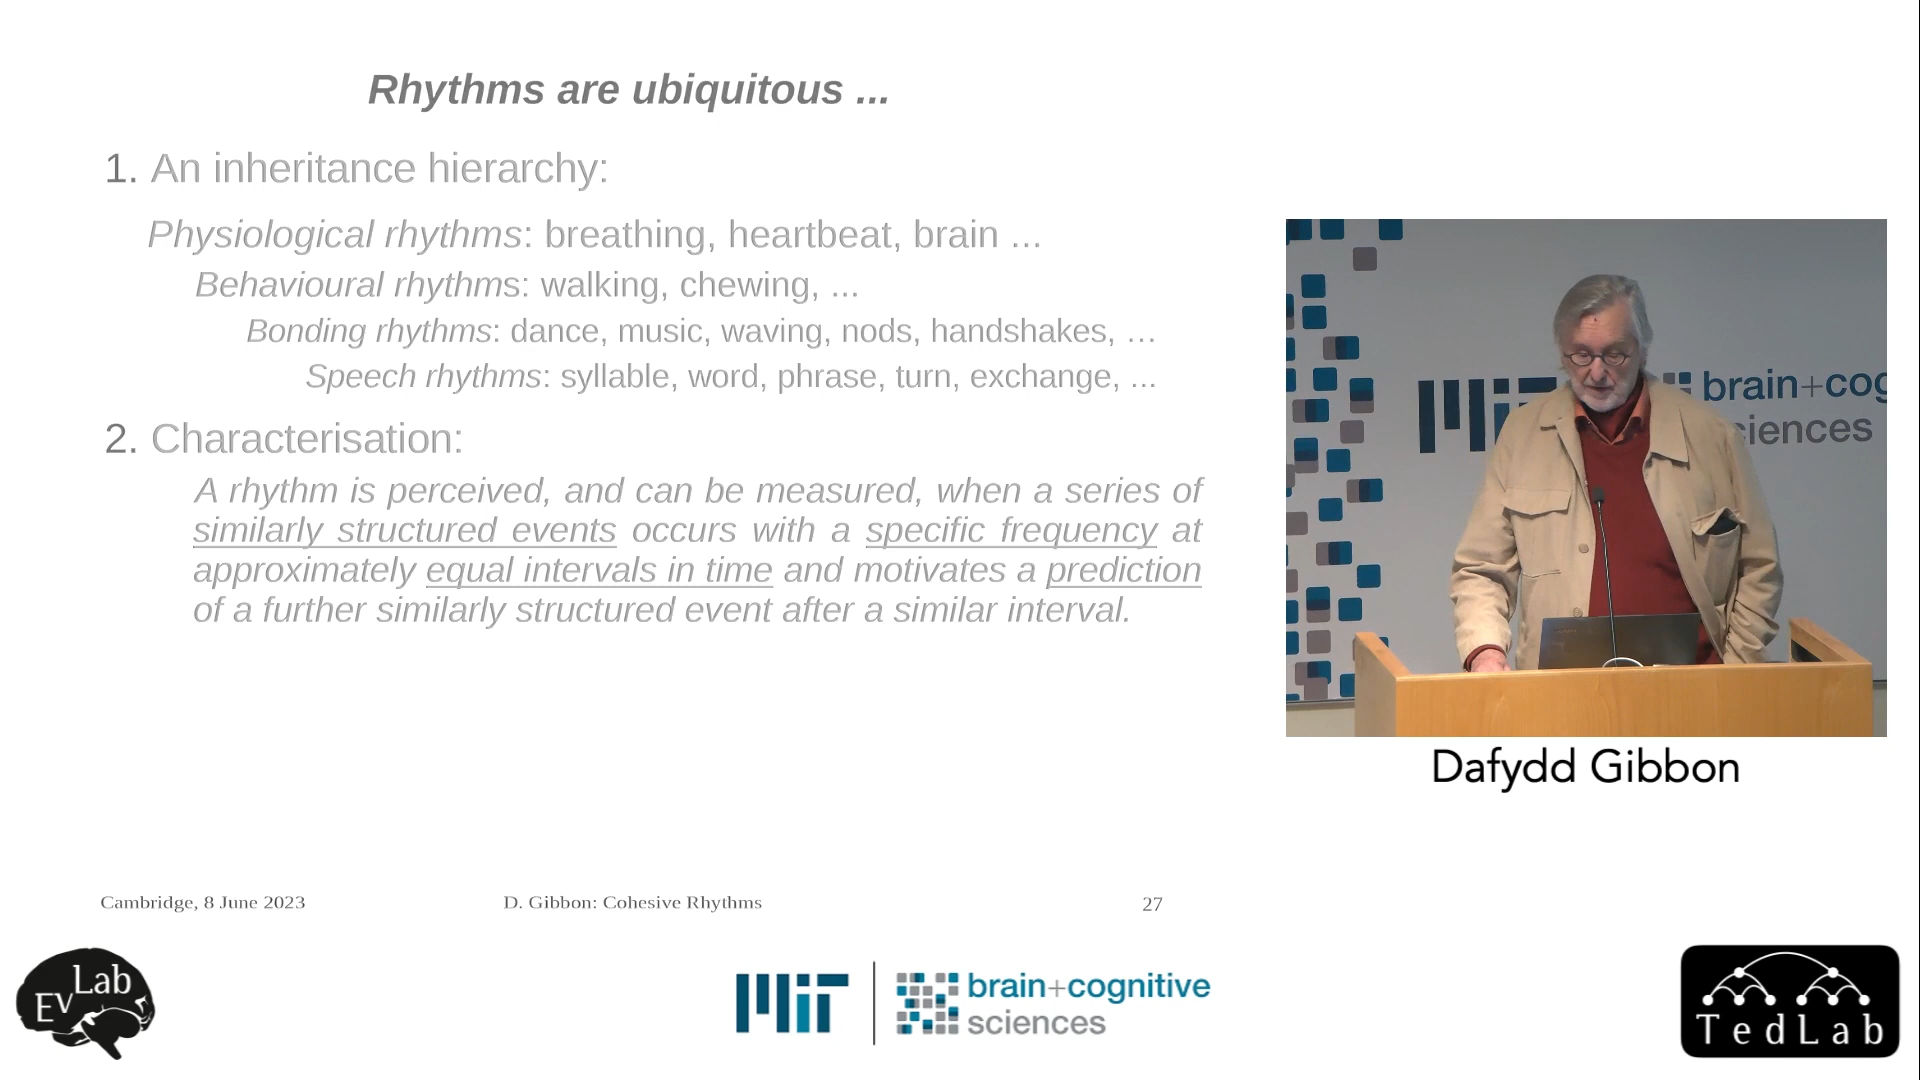 Rhythms are ubiquitous ...
1. An inheritance hierarchy:
Physiological rhythms: breathing, heartbeat, brain ...
Behavioural rhythms: walking, chewing, ...
Bonding rhythms: dance, music, waving, nods, handshakes, ...
Speech rhythms: syllable, word, phrase, turn, exchange, ...
2. Characterisation:
A rhythm is perceived, and can be measured, when a series of
similarly structured events occurs with a specific frequency at
approximately equal intervals in time and motivates a prediction
of a further similarly structured event after a similar interval.
MIT brain+cog
sciences
Dafydd Gibbon
Cambridge, 8 June 2023
D. Gibbon: Cohesive Rhythms
27
EvLab
MIT
brain+cognitive
sciences
TedLab